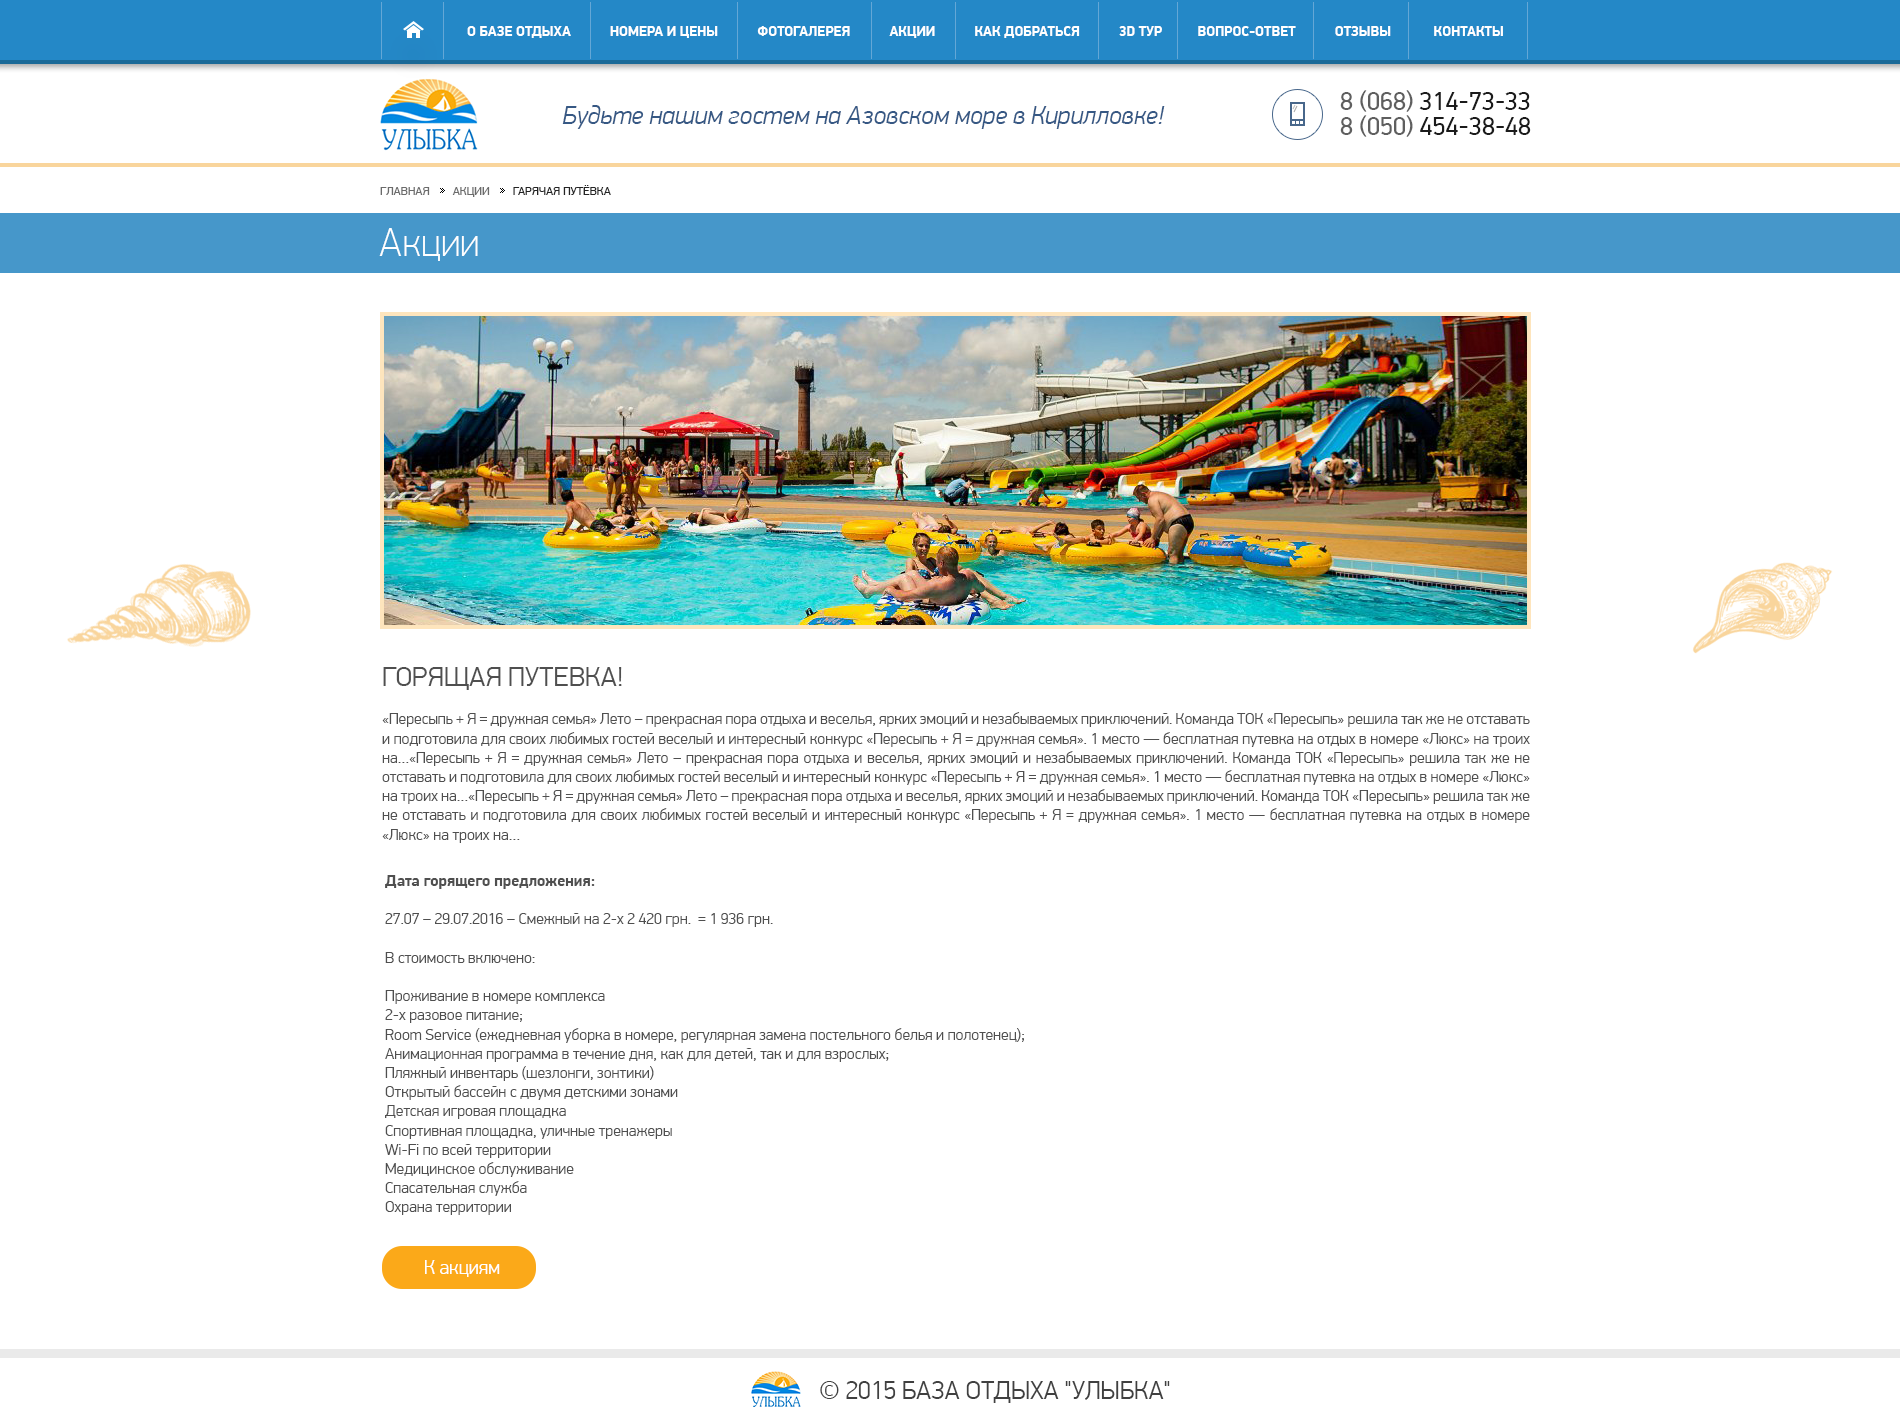 О БАЗЕ ОТДЫХА НОМЕРА И ЦЕНЫ ФОТОГАЛЕРЕЯ АКЦИИ КАК ДОБРАТЬСЯ 3D ТУР ВОПРОС-ОТВЕТ ОТЗЫВЫ КОНТАКТЫ
УЛЫБКА
Будьте нашим гостем на Азовском море в Кирилловке!
8 (068) 314-73-33
8 (050) 454-38-48
ГЛАВНАЯ » АКЦИИ » ГАРЯЧАЯ ПУТЁВКА
Акции
Coca-Cola
ГОРЯЩАЯ ПУТЕВКА!
«Пересыпь + Я = дружная семья» Лето – прекрасная пора отдыха и веселья, ярких эмоций и незабываемых приключений. Команда ТОК «Пересыпь» решила так же не отставать
и подготовила для своих любимых гостей веселый и интересный конкурс «Пересыпь + Я = дружная семья». 1 место — бесплатная путевка на отдых в номере «Люкс» на троих
на...«Пересыпь + Я = дружная семья» Лето – прекрасная пора отдыха и веселья, ярких эмоций и незабываемых приключений. Команда ТОК «Пересыпь» решила так же не
отставать и подготовила для своих любимых гостей веселый и интересный конкурс «Пересыпь + Я = дружная семья». 1 место — бесплатная путевка на отдых в номере «Люкс»
на троих на...«Пересыпь + Я = дружная семья» Лето – прекрасная пора отдыха и веселья, ярких эмоций и незабываемых приключений. Команда ТОК «Пересыпь» решила так же
не отставать и подготовила для своих любимых гостей веселый и интересный конкурс «Пересыпь + Я = дружная семья». 1 место — бесплатная путевка на отдых в номере
«Люкс» на троих на...
Дата горящего предложения:
27.07 – 29.07.2016 – Смежный на 2-х 2 420 грн. = 1 936 грн.
В стоимость включено:
Проживание в номере комплекса
2-х разовое питание;
Room Service (ежедневная уборка в номере, регулярная замена постельного белья и полотенец);
Анимационная программа в течение дня, как для детей, так и для взрослых;
Пляжный инвентарь (шезлонги, зонтики)
Открытый бассейн с двумя детскими зонами
Детская игровая площадка
Спортивная площадка, уличные тренажеры
Wi-Fi по всей территории
Медицинское обслуживание
Спасательная служба
Охрана территории
К акциям
УЛЫБКА
© 2015 БАЗА ОТДЫХА "УЛЫБКА"